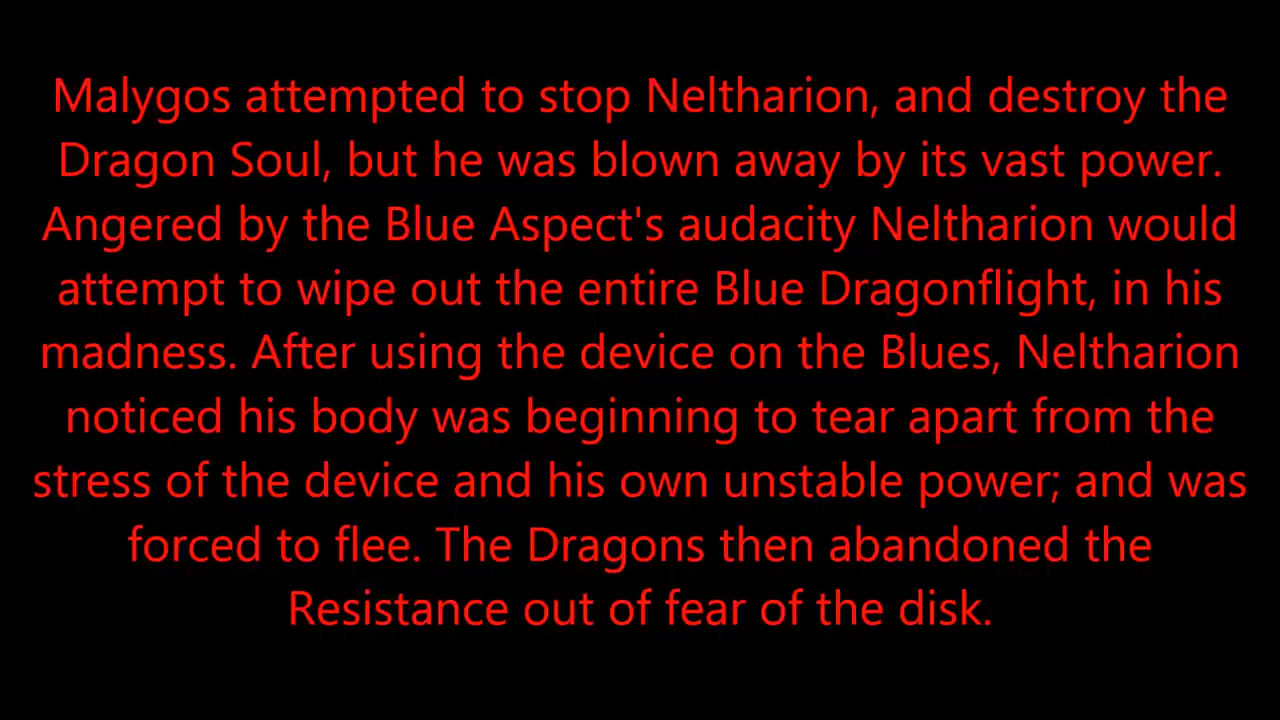 Malygos attempted to stop Neltharion, and destroy the
Dragon Soul, but he was blown away by its vast power.
Angered by the Blue Aspect's audacity Neltharion would
attempt to wipe out the entire Blue Dragonflight, in his
madness. After using the device on the Blues, Neltharion
noticed his body was beginning to tear apart from the
stress of the device and his own unstable power; and was
forced to flee. The Dragons then abandoned the
Resistance out of fear of the disk.